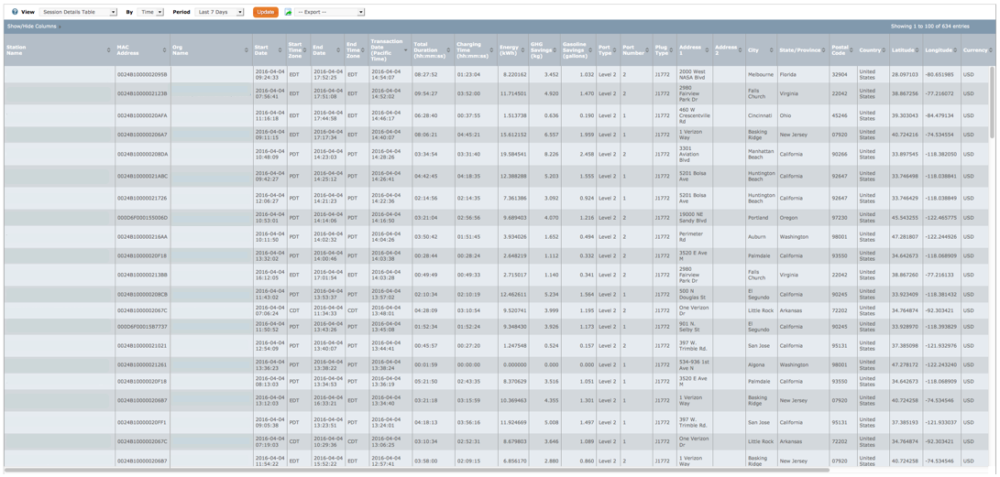 View Session Details Table By Time Period Last 7 Days Update -- Export --
Show/Hide Columns Showing 1 to 100 of 634 entries
Station Name MAC Address Org Name Start Date Start Time Zone End Date End Time Zone Transaction Date (Pacific Time) Total Duration (hh:mm:ss) Charging Time (hh:mm:ss) Energy (kWh) GHG Savings (kg) Gasoline Savings (gallons) Port Type Port Number Plug Type Address 1 Address 2 City State/Province Postal Code Country Latitude Longitude Currency
0024B1000002095B 2016-04-04 09:24:33 EDT 2016-04-04 17:52:25 EDT 2016-04-04 14:54:07 08:27:52 01:23:04 8.220162 3.452 1.032 Level 2 2 J1772 2000 West NASA Blvd Melbourne Florida 32904 United States 28.097103 -80.651985 USD
0024B10000021238 2016-04-04 07:56:41 EDT 2016-04-04 17:51:08 EDT 2016-04-04 14:52:02 09:54:27 03:52:00 11.714501 4.920 1.470 Level 2 2 J1772 2980 Fairview Park Dr Falls Church Virginia 22042 United States 38.867256 -77.216072 USD
0024B10000020AFA 2016-04-04 11:16:18 EDT 2016-04-04 17:44:58 EDT 2016-04-04 14:46:17 06:28:40 00:37:55 1.513738 0.636 0.190 Level 2 1 J1772 460 W Crescentville Rd Cincinnati Ohio 45246 United States 39.303043 -84.479134 USD
0024B100000206A7 2016-04-04 09:11:15 EDT 2016-04-04 17:17:34 EDT 2016-04-04 14:40:07 08:06:21 04:45:21 15.612152 6.557 1.959 Level 2 1 J1772 1 Verizon Way Basking Ridge New Jersey 07920 United States 40.724216 -74.534554 USD
0024B100000208DA 2016-04-04 10:48:09 PDT 2016-04-04 14:23:03 PDT 2016-04-04 14:28:26 03:34:54 03:31:40 19.584541 8.226 2.458 Level 2 2 J1772 3301 Aviation Blvd Manhattan Beach California 90266 United States 33.897545 -118.382050 USD
0024B10000021ABC 2016-04-04 09:42:27 PDT 2016-04-04 14:25:12 PDT 2016-04-04 14:26:41 04:42:45 04:18:35 12.388288 5.203 1.555 Level 2 1 J1772 5201 Bolsa Ave Huntington Beach California 92647 United States 33.746498 -118.038841 USD
0024B10000021726 2016-04-04 12:06:27 PDT 2016-04-04 14:21:23 PDT 2016-04-04 14:22:36 02:14:56 02:14:35 7.361386 3.092 0.924 Level 2 1 J1772 5201 Bolsa Ave Huntington Beach California 92647 United States 33.746429 -118.038949 USD
000D6F000155006D 2016-04-04 10:53:01 PDT 2016-04-04 14:14:06 PDT 2016-04-04 14:16:50 03:21:04 02:56:56 9.689403 4.070 1.216 Level 2 2 J1772 19000 NE Sandy Blvd Portland Oregon 97230 United States 45.543255 -122.465775 USD
0024B100000216AA 2016-04-04 10:11:50 PDT 2016-04-04 14:02:32 PDT 2016-04-04 14:04:26 03:50:42 01:51:45 3.934026 1.652 0.494 Level 2 2 J1772 Perimeter Rd Auburn Washington 98001 United States 47.281807 -122.244926 USD
0024B10000020F18 2016-04-04 13:32:02 PDT 2016-04-04 14:00:46 PDT 2016-04-04 14:03:38 00:28:44 00:28:24 2.648219 1.112 0.332 Level 2 1 J1772 3520 E Ave M Palmdale California 93550 United States 34.642673 -118.068909 USD
0024B100000213BB 2016-04-04 16:12:05 EDT 2016-04-04 17:01:54 EDT 2016-04-04 14:03:28 00:49:49 00:49:33 2.715017 1.140 0.341 Level 2 2 J1772 2980 Fairview Park Dr Falls Church Virginia 22042 United States 38.867260 -77.216133 USD
0024B100000208CB 2016-04-04 11:43:02 PDT 2016-04-04 13:53:37 PDT 2016-04-04 13:57:02 02:10:34 02:10:19 12.462611 5.234 1.564 Level 2 1 J1772 500 N Douglas St El Segundo California 90245 United States 33.923409 -118.381432 USD
0024B1000002067C 2016-04-04 07:06:24 CDT 2016-04-04 11:34:33 CDT 2016-04-04 13:48:01 04:28:09 03:10:54 9.520741 3.999 1.195 Level 2 2 J1772 One Verizon Dr Little Rock Arkansas 72202 United States 34.764874 -92.303421 USD
000D6F00015B7737 2016-04-04 11:50:52 PDT 2016-04-04 13:43:26 PDT 2016-04-04 13:45:08 01:52:34 01:52:24 9.348430 3.926 1.173 Level 2 1 J1772 901 N. Selby St El Segundo California 90245 United States 33.928970 -118.393829 USD
0024B10000021021 2016-04-04 12:54:09 PDT 2016-04-04 13:40:07 PDT 2016-04-04 14:44:41 00:45:57 00:27:20 1.247548 0.524 0.157 Level 2 2 J1772 397 W. Trimble Rd. San Jose California 95131 United States 37.385098 -121.932976 USD
0024B10000021261 2016-04-04 13:36:23 PDT 2016-04-04 13:38:22 PDT 2016-04-04 13:38:24 00:01:59 00:00:00 0.000000 0.000 0.000 Level 2 1 J1772 534-936 1st Ave N Algona Washington 98001 United States 47.278172 -122.243240 USD
0024B10000020F18 2016-04-04 08:13:03 PDT 2016-04-04 13:34:53 PDT 2016-04-04 13:36:19 05:21:50 02:43:35 8.370629 3.516 1.051 Level 2 1 J1772 3520 E Ave M Palmdale California 93550 United States 34.642673 -118.068909 USD
0024B100000206B7 2016-04-04 13:12:03 EDT 2016-04-04 16:33:21 EDT 2016-04-04 13:34:40 03:21:18 03:15:59 10.369463 4.355 1.301 Level 2 1 J1772 1 Verizon Way Basking Ridge New Jersey 07920 United States 40.724258 -74.534546 USD
0024B10000020FF1 2016-04-04 09:05:38 PDT 2016-04-04 13:23:51 PDT 2016-04-04 13:24:01 04:18:13 03:56:16 11.924669 5.008 1.497 Level 2 1 J1772 397 W. Trimble Rd. San Jose California 95131 United States 37.385193 -121.933037 USD
0024B1000002067C 2016-04-04 07:19:03 CDT 2016-04-04 10:29:36 CDT 2016-04-04 13:06:25 03:10:34 02:52:31 8.679803 3.646 1.089 Level 2 1 J1772 One Verizon Dr Little Rock Arkansas 72202 United States 34.764874 -92.303421 USD
0024B100000206B7 2016-04-04 11:54:22 EDT 2016-04-04 15:52:22 EDT 2016-04-04 12:57:41 03:58:00 02:09:15 6.856170 2.880 0.860 Level 2 2 J1772 1 Verizon Way Basking Ridge New Jersey 07920 United States 40.724258 -74.534546 USD